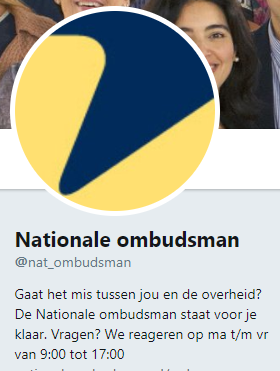 Nationale ombudsman
@nat_ombudsman
Gaat het mis tussen jou en de overheid?
De Nationale ombudsman staat voor je
klaar. Vragen? We reageren op ma t/m vr
van 9:00 tot 17:00